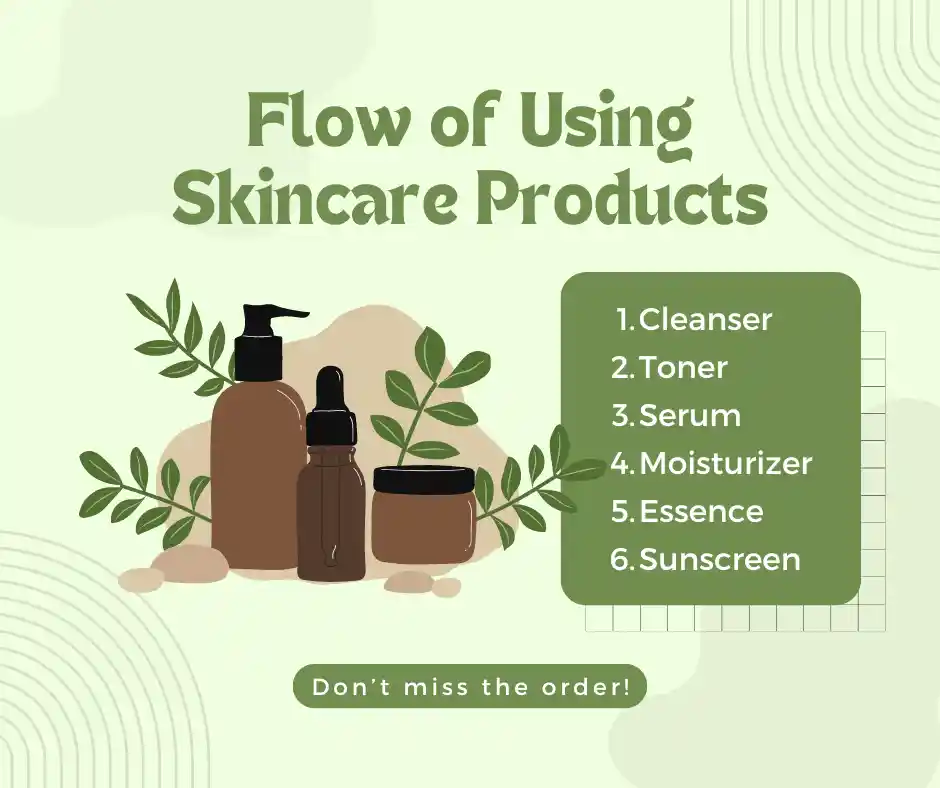 Flow of Using
Skincare Products
1. Cleanser
2. Toner
3. Serum
4. Moisturizer
5. Essence
6. Sunscreen
Don't miss the order!